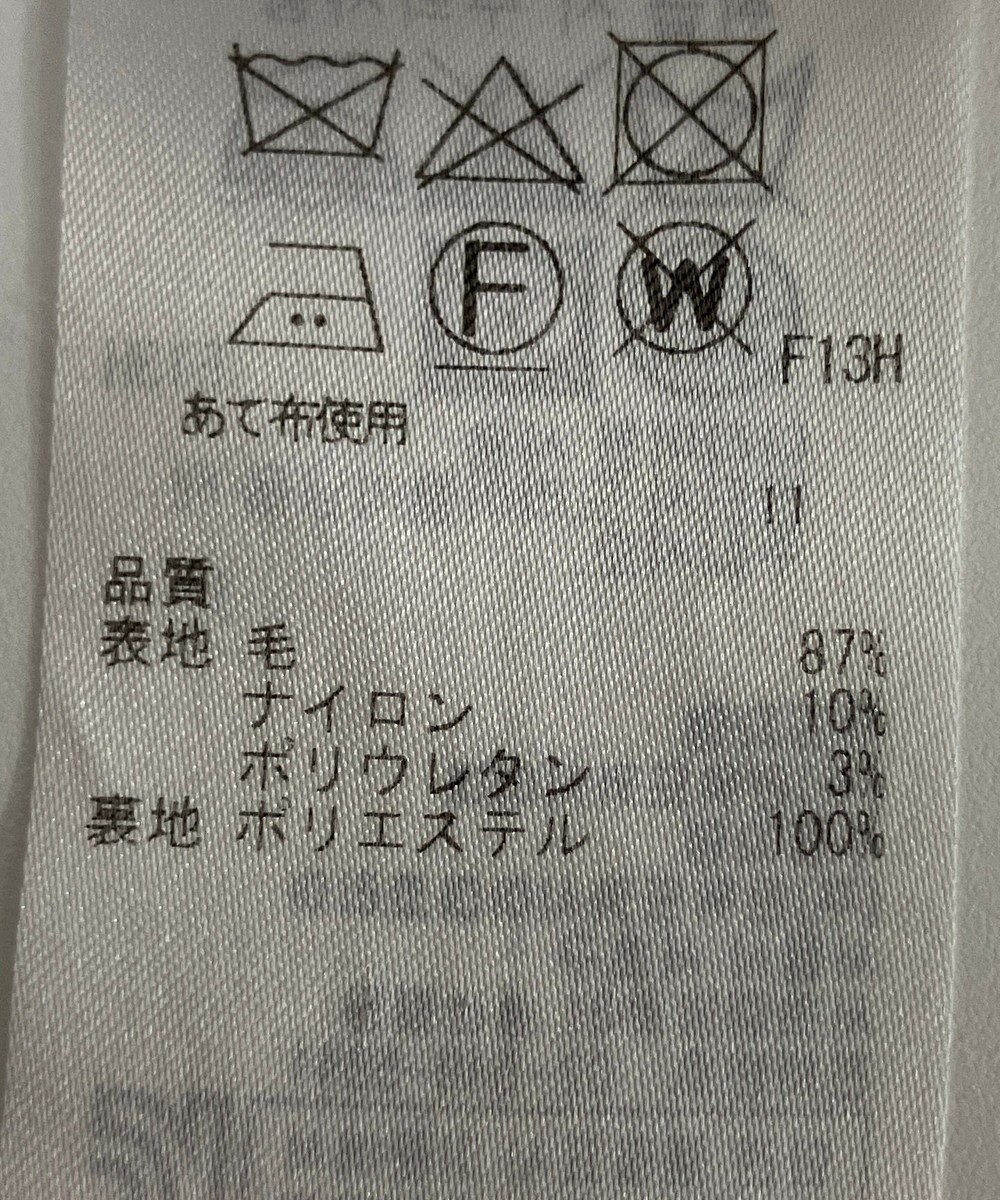 F W F13H
あて布使用
11
品質
表地 毛 87%
ナイロン 10%
ポリウレタン 3%
裏地 ポリエステル 100%